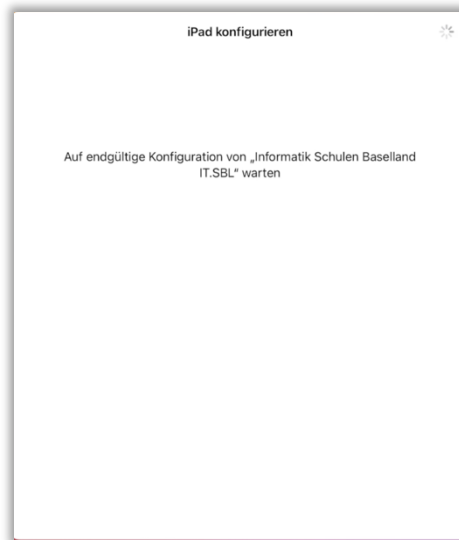 iPad konfigurieren
Auf endgültige Konfiguration von „Informatik Schulen Baselland
IT.SBL“ warten